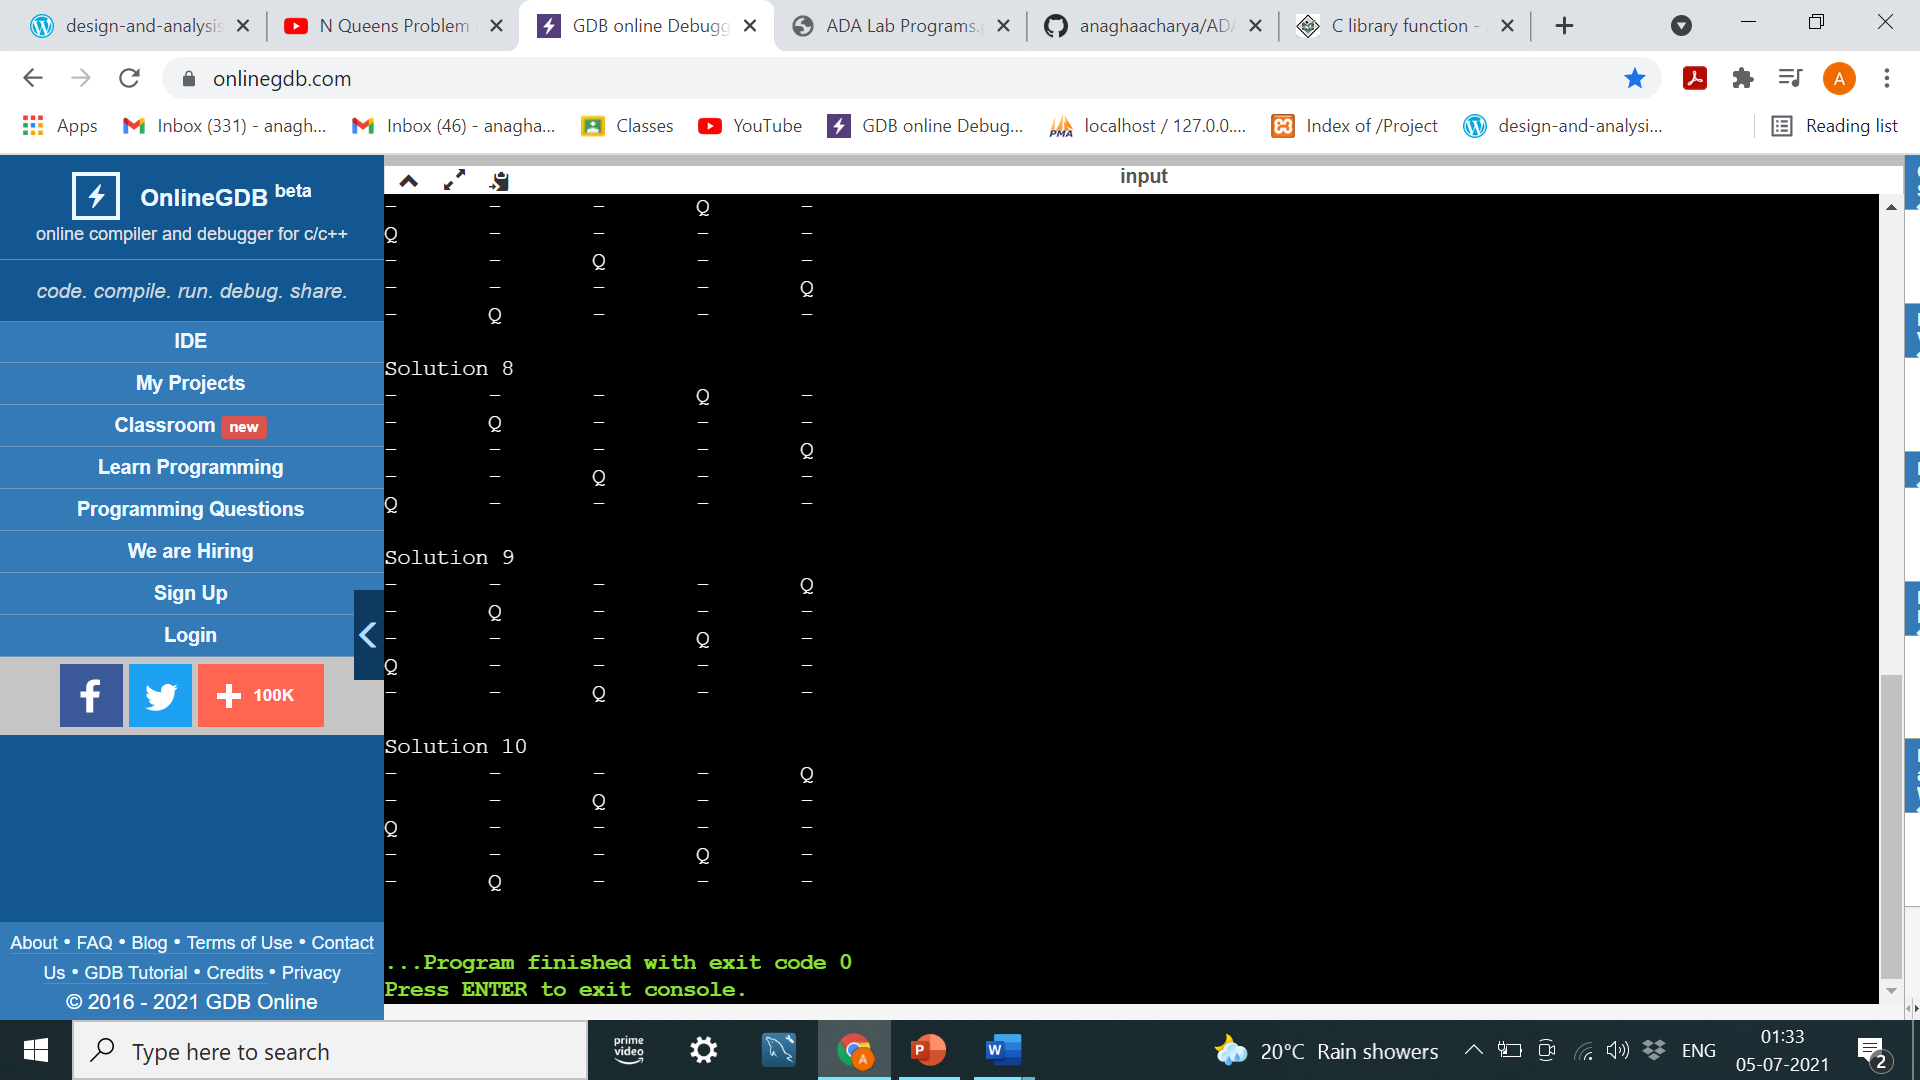 design-and-analysis
N Queens Problem
GDB online Debugg
ADA Lab Programs.
anaghaacharya/ADA
C library function -
onlinegdb.com
A
Apps
Inbox (331) - anagh...
Inbox (46) - anagha...
Classes
YouTube
GDB online Debug...
PMA
localhost / 127.0.0....
Index of /Project
design-and-analysi...
Reading list
OnlineGDB beta
online compiler and debugger for c/c++
code. compile. run. debug. share.
IDE
My Projects
Classroom new
Learn Programming
Programming Questions
We are Hiring
Sign Up
Login
f
+ 100K
About • FAQ • Blog • Terms of Use • Contact
Us • GDB Tutorial • Credits • Privacy
© 2016 - 2021 GDB Online
input
– – – Q –
Q – – – –
– – Q – –
– – – – Q
– Q – – –
Solution 8
– – – Q –
– Q – – –
– – – – Q
– – Q – –
Q – – – –
Solution 9
– – – – Q
– Q – – –
– – – Q –
Q – – – –
– – Q – –
Solution 10
– – – – Q
– – Q – –
Q – – – –
– – – Q –
– Q – – –
...Program finished with exit code 0
Press ENTER to exit console.
Type here to search
prime
video
A
P
W
20°C Rain showers
ENG
01:33
05-07-2021
2